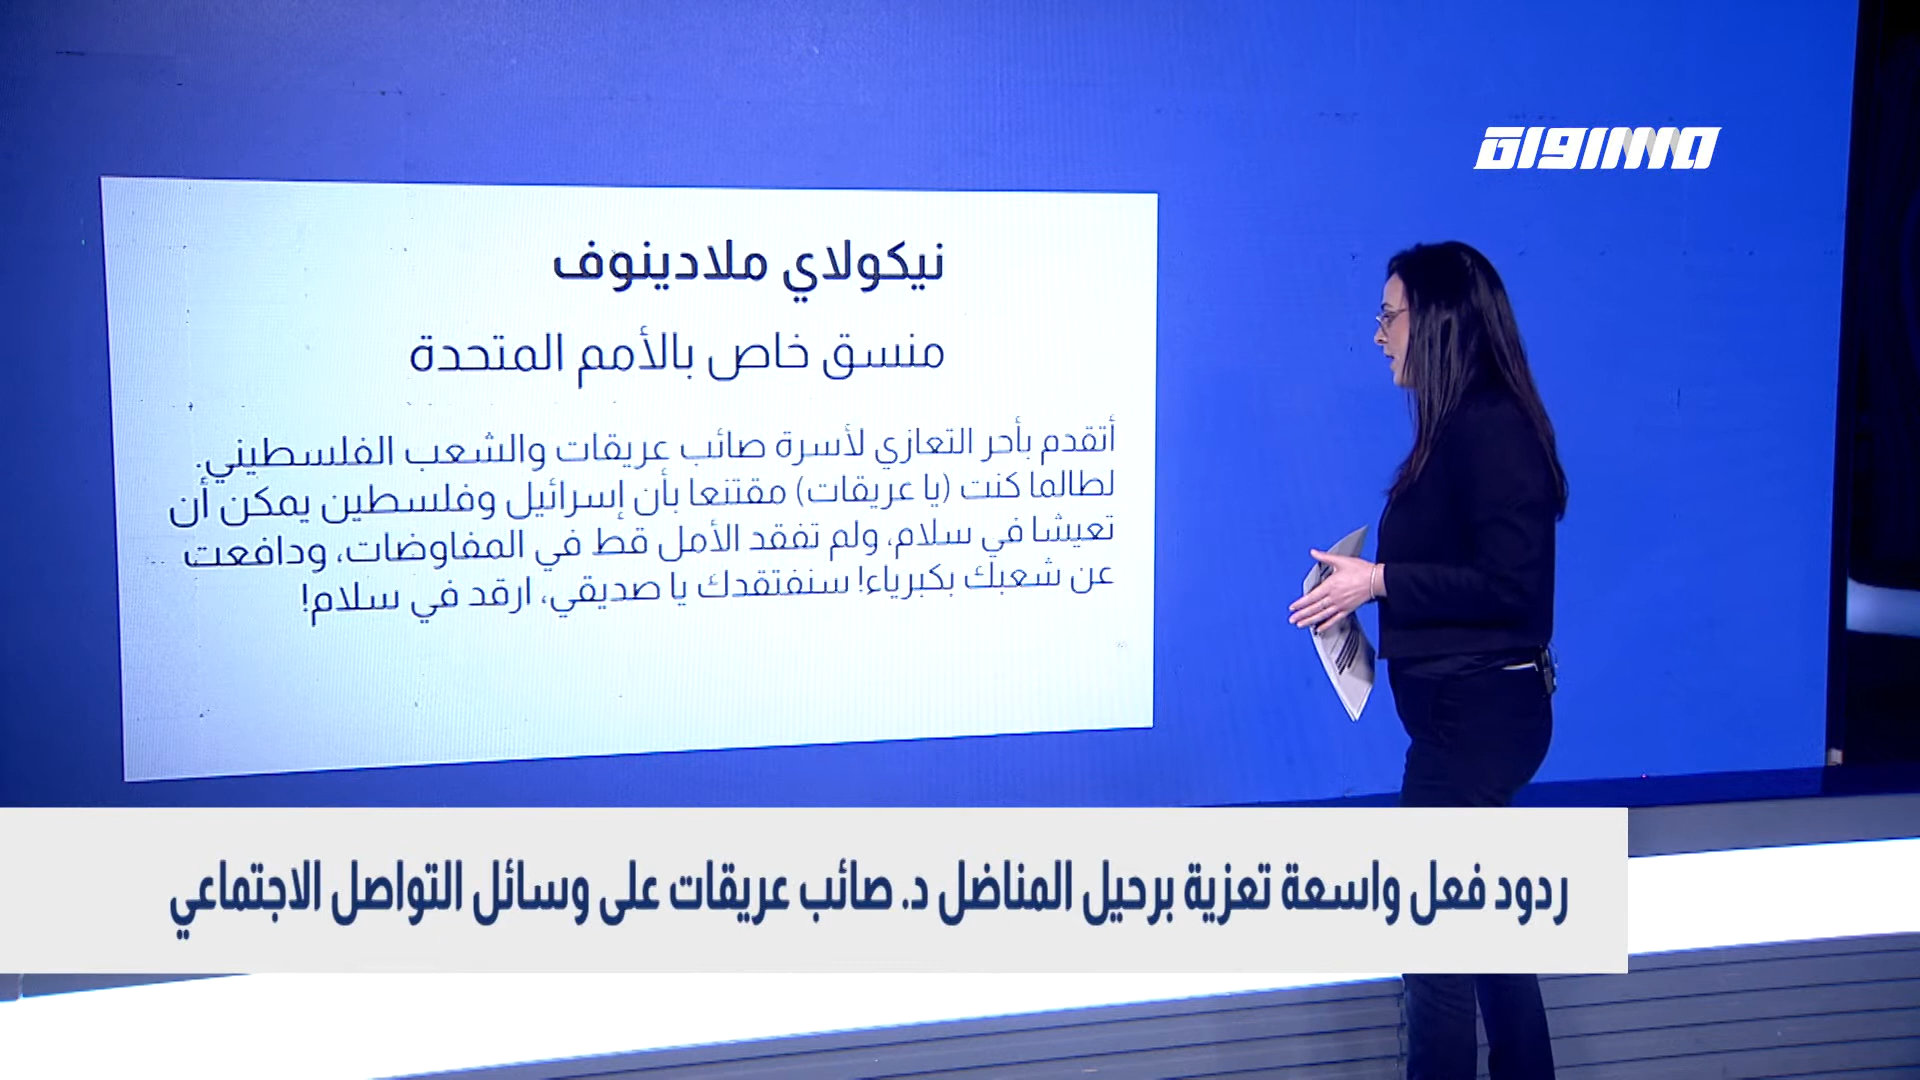 مساواة
نيكولاي ملادينوف
منسق خاص بالأمم المتحدة
أتقدم بأحر التعازي لأسرة صائب عريقات والشعب الفلسطيني.
لطالما كنت (يا عريقات) مقتنعا بأن إسرائيل وفلسطين يمكن أن
تعيشا في سلام، ولم تفقد الأمل قط في المفاوضات، ودافعت
عن شعبك بكبرياء! سنفتقدك يا صديقي، ارقد في سلام!
ردود فعل واسعة تعزية برحيل المناضل د. صائب عريقات على وسائل التواصل الاجتماعي